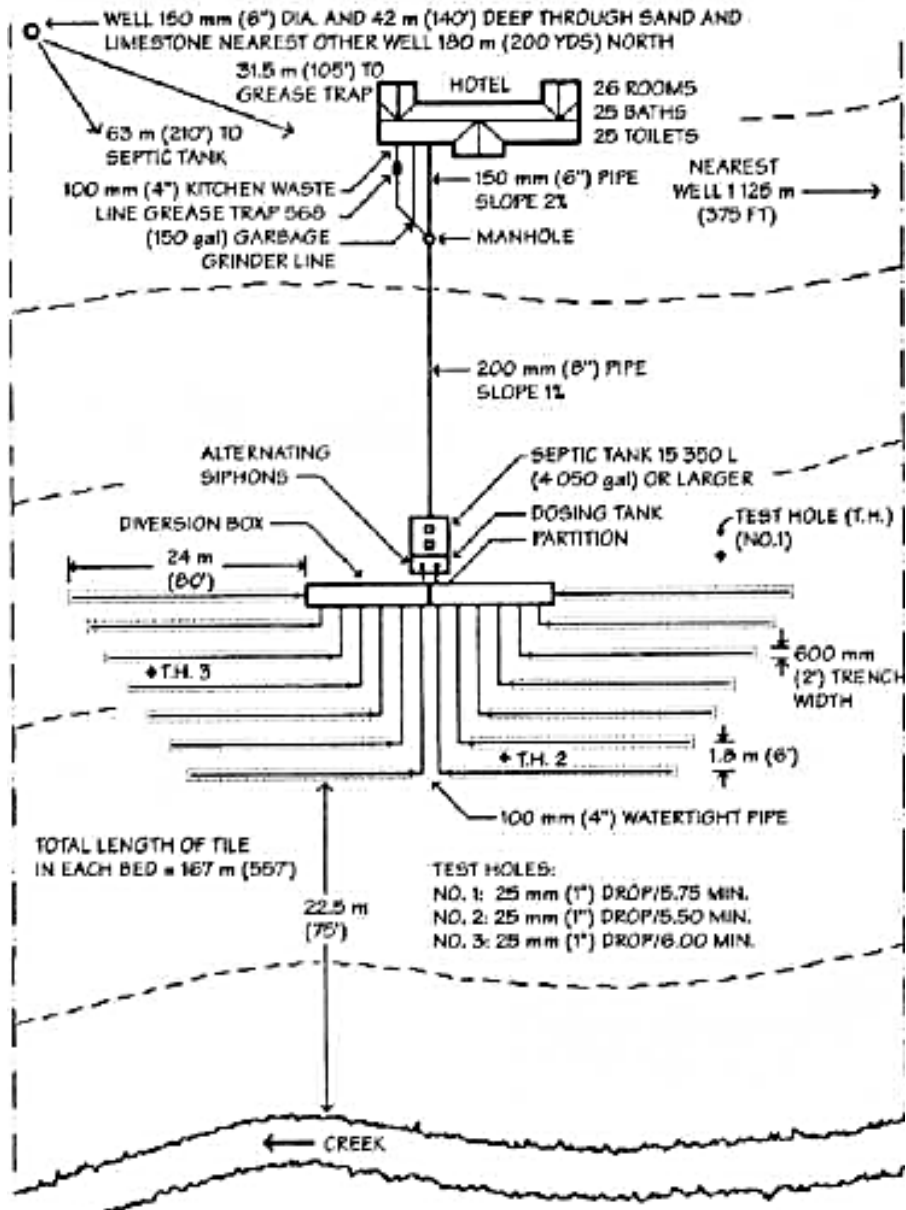 WELL 150 mm (6") DIA. AND 42 m (140') DEEP THROUGH SAND AND
LIMESTONE NEAREST OTHER WELL 180 m (200 YDS) NORTH
31.5 m (105') TO
GREASE TRAP
HOTEL
26 ROOMS
25 BATHS
25 TOILETS
63 m (210') TO
SEPTIC TANK
100 mm (4") KITCHEN WASTE
LINE GREASE TRAP 568
(150 gal) GARBAGE
GRINDER LINE
150 mm (6") PIPE
SLOPE 2%
MANHOLE
NEAREST
WELL 1 125 m
(375 FT)
200 mm (8") PIPE
SLOPE 1%
ALTERNATING
SIPHONS
SEPTIC TANK 15 350 L
(4 050 gal) OR LARGER
DIVERSION BOX
DOSING TANK
PARTITION
TEST HOLE (T.H.)
(NO.1)
24 m
(80')
T.H. 3
600 mm
(2') TRENCH
WIDTH
T.H. 2
1.8 m (6')
100 mm (4") WATERTIGHT PIPE
TOTAL LENGTH OF TILE
IN EACH BED = 167 m (557')
22.5 m
(75')
TEST HOLES:
NO. 1: 25 mm (1") DROP/5.75 MIN.
NO. 2: 25 mm (1") DROP/5.50 MIN.
NO. 3: 25 mm (1") DROP/6.00 MIN.
CREEK